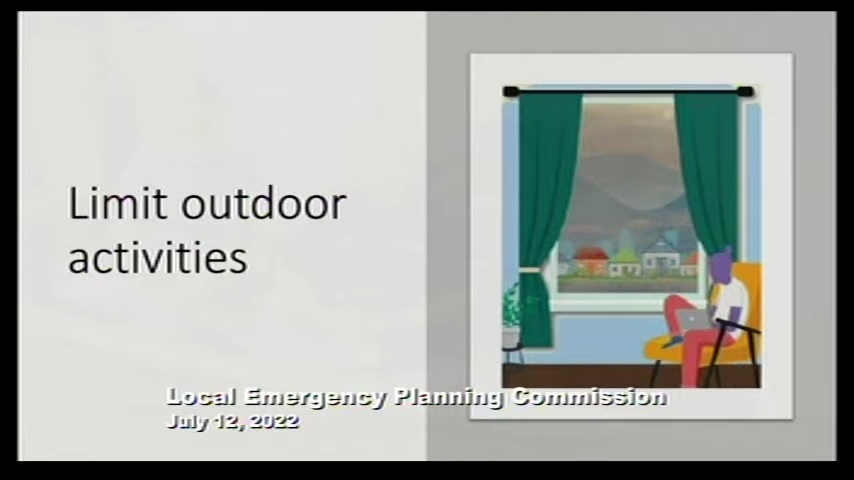 Limit outdoor
activities
Local Emergency Planning Commission
July 12, 2022